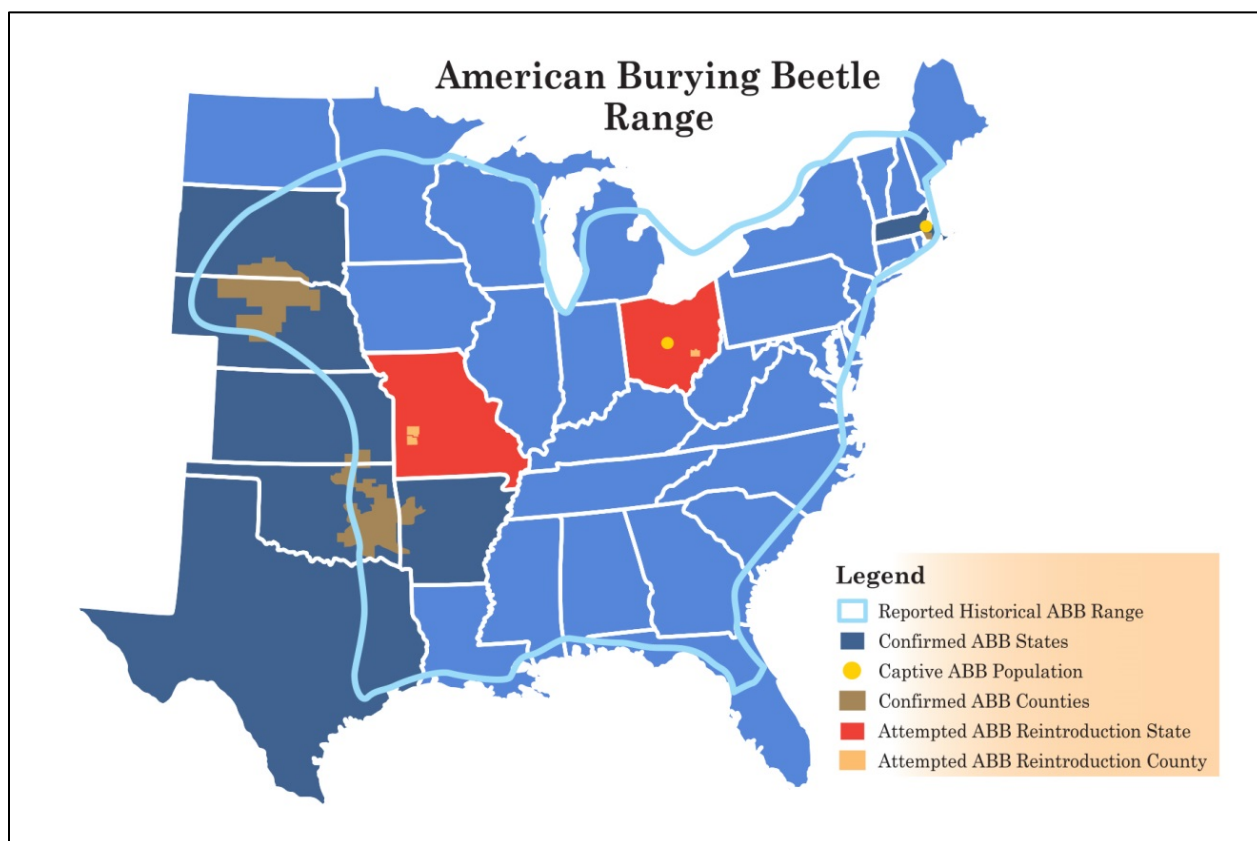 American Burying Beetle
Range
Legend
Reported Historical ABB Range
Confirmed ABB States
Captive ABB Population
Confirmed ABB Counties
Attempted ABB Reintroduction State
Attempted ABB Reintroduction County